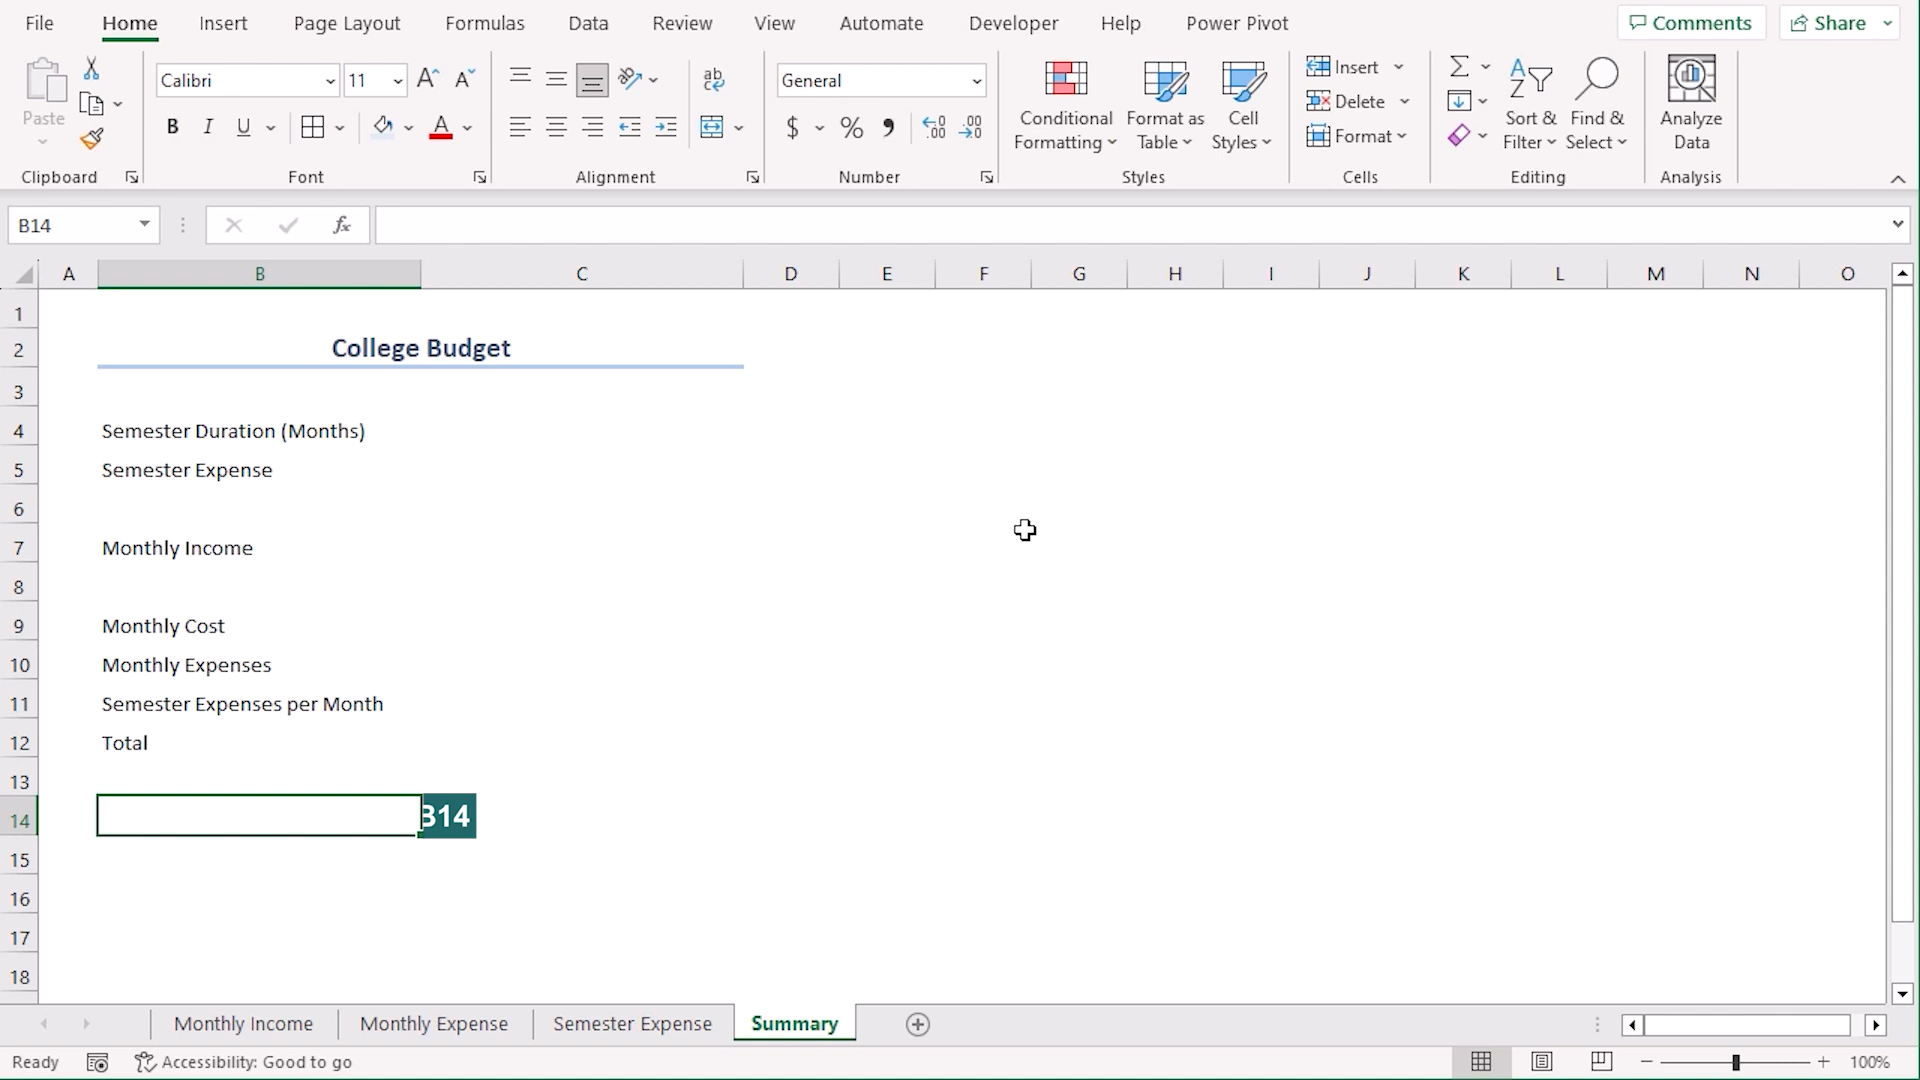 File Home Insert Page Layout Formulas Data Review View Automate Developer Help Power Pivot Comments Share
Paste
Clipboard
Calibri 11
B I U
Font
Alignment
General
$ % 9
Number
Conditional Formatting
Format as Table
Cell Styles
Styles
Insert
Delete
Format
Cells
Sort & Filter
Find & Select
Editing
Analyze Data
Analysis
B14 fx
A B C D E F G H I J K L M N O
1
2 College Budget
3
4 Semester Duration (Months)
5 Semester Expense
6
7 Monthly Income
8
9 Monthly Cost
10 Monthly Expenses
11 Semester Expenses per Month
12 Total
13
14 B14
15
16
17
18
Monthly Income Monthly Expense Semester Expense Summary
Ready Accessibility: Good to go 100%